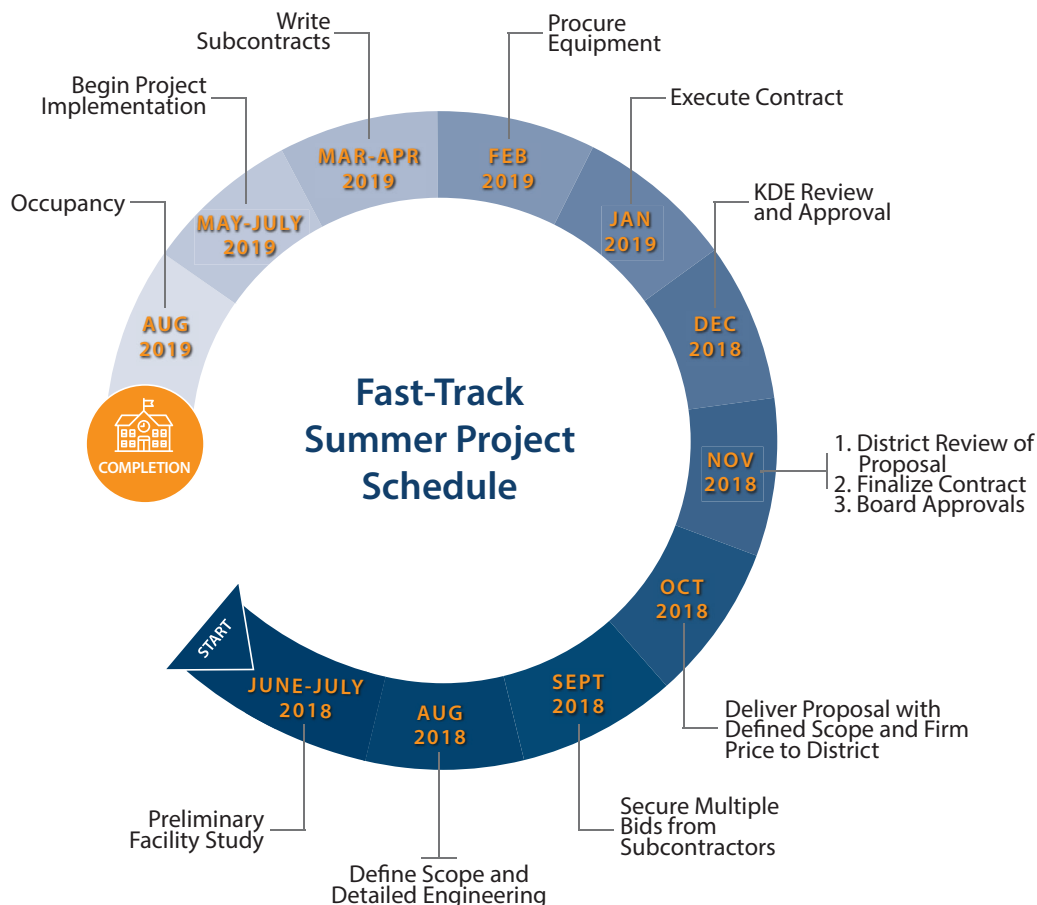 Fast-Track
Summer Project
Schedule
START
JUNE-JULY
2018
Preliminary
Facility Study
AUG
2018
Define Scope and
Detailed Engineering
SEPT
2018
Secure Multiple
Bids from
Subcontractors
OCT
2018
Deliver Proposal with
Defined Scope and Firm
Price to District
NOV
2018
1. District Review of
Proposal
2. Finalize Contract
3. Board Approvals
DEC
2018
KDE Review
and Approval
JAN
2019
Execute Contract
FEB
2019
Procure
Equipment
MAR-APR
2019
Write
Subcontracts
MAY-JULY
2019
Begin Project
Implementation
AUG
2019
Occupancy
COMPLETION